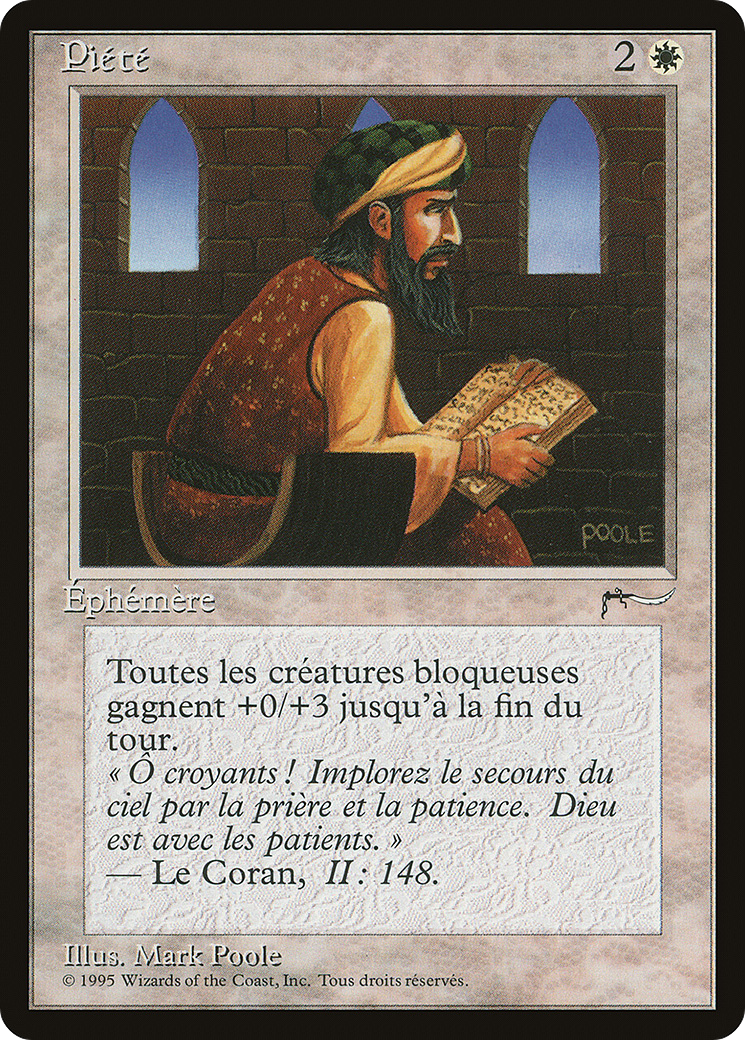 Piété 2
POOLE
Éphémère
Toutes les créatures bloqueuses
gagnent +0/+3 jusqu’à la fin du
tour.
« Ô croyants ! Implorez le secours du
ciel par la prière et la patience. Dieu
est avec les patients. »
— Le Coran, II : 148.
Illus. Mark Poole
© 1995 Wizards of the Coast, Inc. Tous droits réservés.